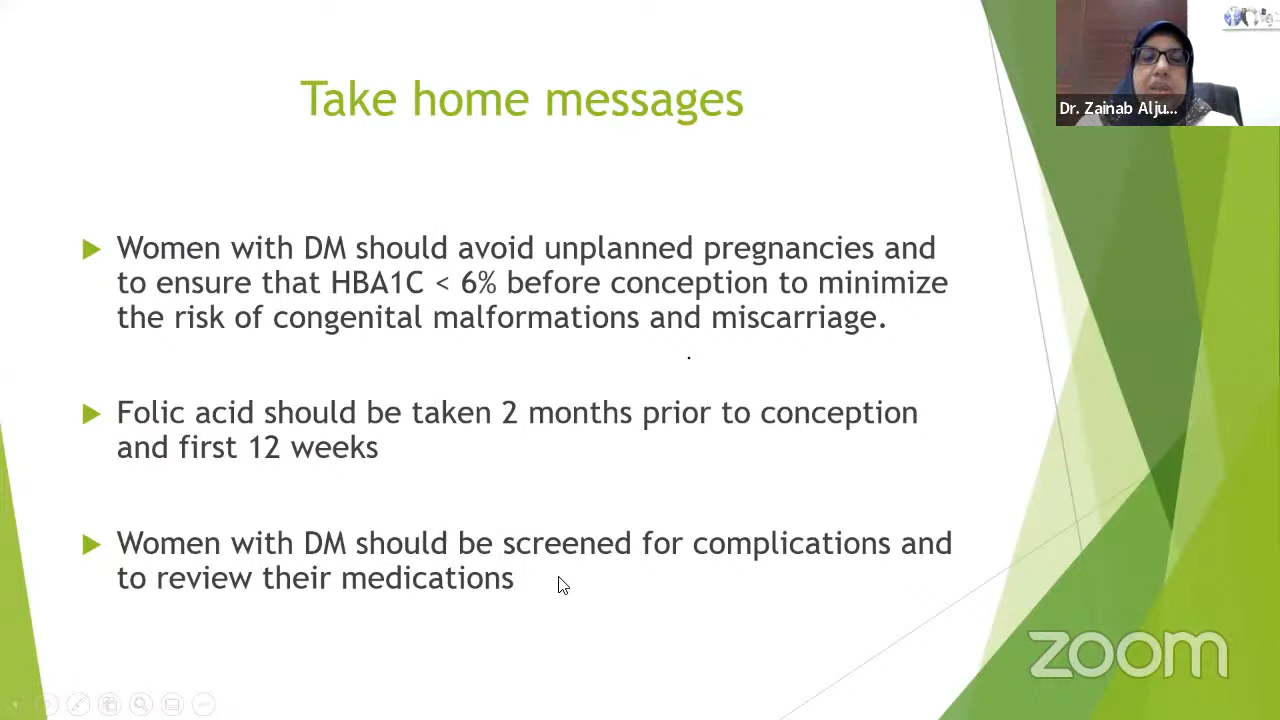 Take home messages
Women with DM should avoid unplanned pregnancies and
to ensure that HBA1C < 6% before conception to minimize
the risk of congenital malformations and miscarriage.
.
Folic acid should be taken 2 months prior to conception
and first 12 weeks
Women with DM should be screened for complications and
to review their medications
Dr. Zainab Alju...
zoom